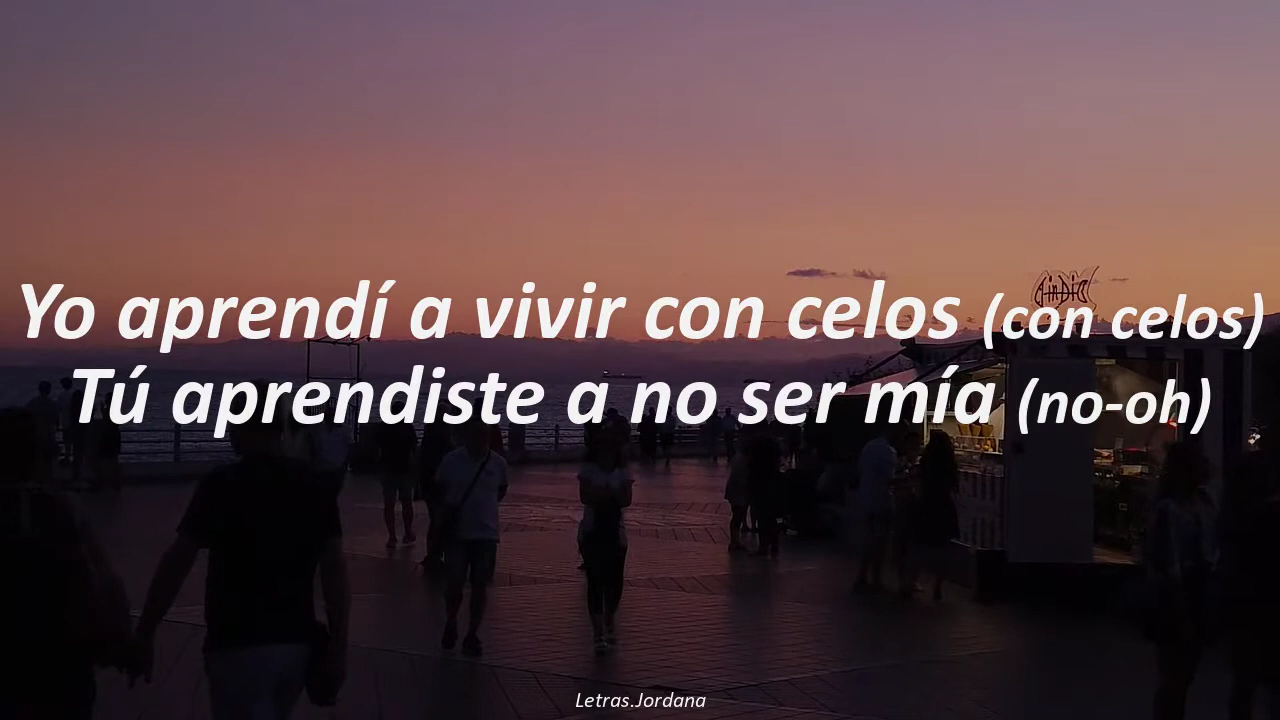 Yo aprendí a vivir con celos (con celos)
Tú aprendiste a no ser mía (no-oh)
Letras.Jordana